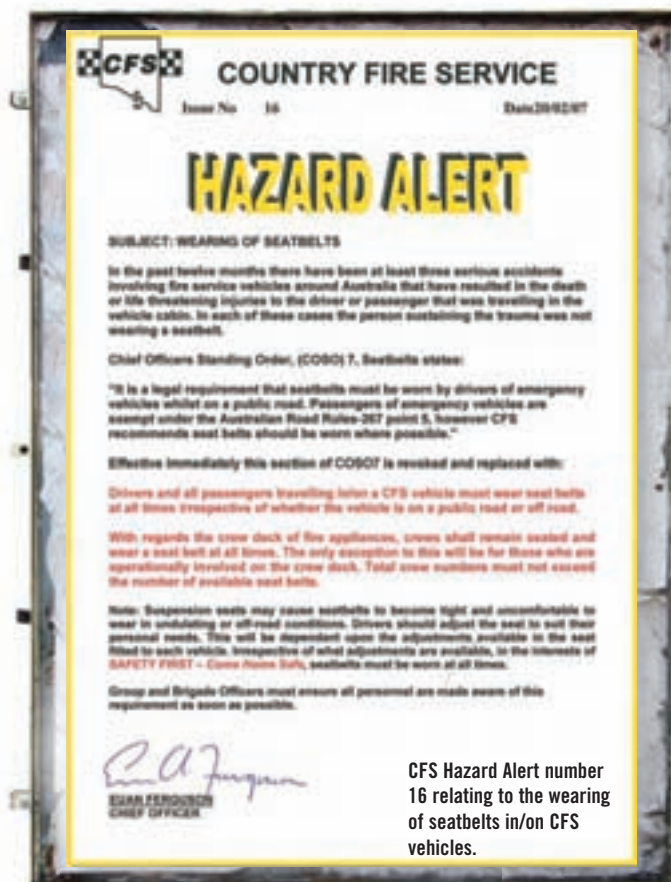 CFS
COUNTRY FIRE SERVICE
Issue No 16 Date20/02/07
HAZARD ALERT
SUBJECT: WEARING OF SEATBELTS
In the past twelve months there have been at least three serious accidents
involving fire service vehicles around Australia that have resulted in the death
or life threatening injuries to the driver or passenger that was travelling in the
vehicle cabin. In each of these cases the person sustaining the trauma was not
wearing a seatbelt.
Chief Officers Standing Order, (COSO) 7, Seatbelts states:
"It is a legal requirement that seatbelts must be worn by drivers of emergency
vehicles whilst on a public road. Passengers of emergency vehicles are
exempt under the Australian Road Rules-267 point 5, however CFS
recommends seat belts should be worn where possible."
Effective immediately this section of COSO7 is revoked and replaced with:
Drivers and all passengers travelling in/on a CFS vehicle must wear seat belts
at all times irrespective of whether the vehicle is on a public road or off road.
With regards the crew deck of fire appliances, crews shall remain seated and
wear a seat belt at all times. The only exception to this will be for those who are
operationally involved on the crew deck. Total crew numbers must not exceed
the number of available seat belts.
Note: Suspension seats may cause seatbelts to become tight and uncomfortable to
wear in undulating or off-road conditions. Drivers should adjust the seat to suit their
personal needs. This will be dependent upon the adjustments available in the seat
fitted to each vehicle. Irrespective of what adjustments are available, in the interests of
SAFETY FIRST – Come Home Safe, seatbelts must be worn at all times.
Group and Brigade Officers must ensure all personnel are made aware of this
requirement as soon as possible.
EUAN FERGUSON
CHIEF OFFICER
CFS Hazard Alert number
16 relating to the wearing
of seatbelts in/on CFS
vehicles.